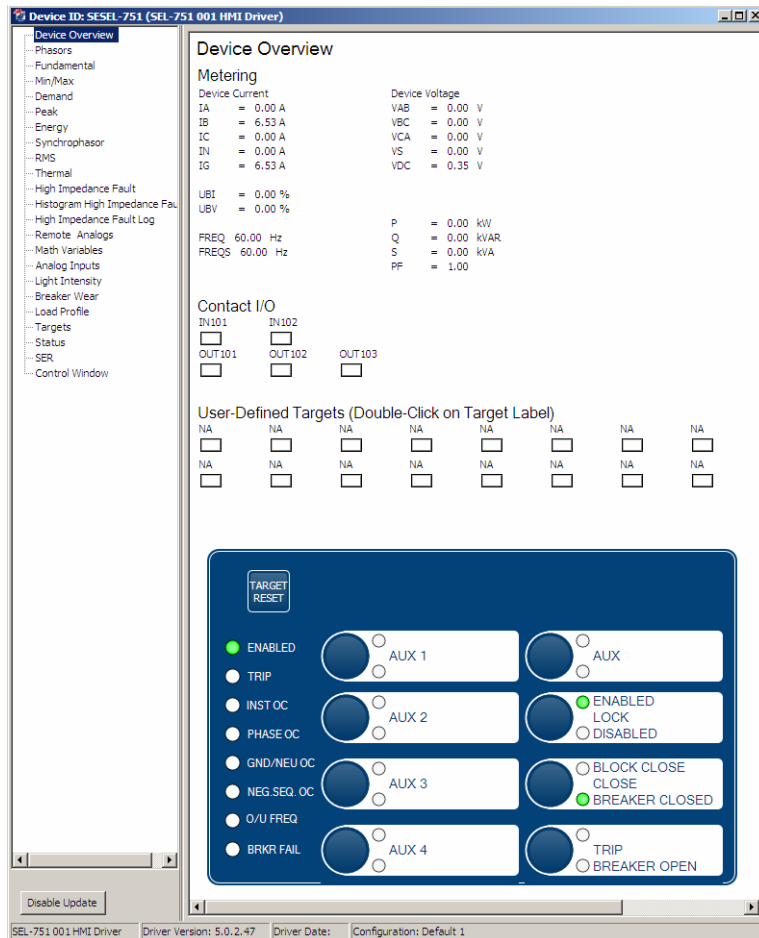 Device ID: SESEL-751 (SEL-751 001 HMI Driver)
Device Overview
Phasors
Fundamental
Min/Max
Demand
Peak
Energy
Synchrophasor
RMS
Thermal
High Impedance Fault
Histogram High Impedance Fau
High Impedance Fault Log
Remote Analogs
Math Variables
Analog Inputs
Light Intensity
Breaker Wear
Load Profile
Targets
Status
SER
Control Window
Disable Update
Device Overview
Metering
Device Current Device Voltage
IA = 0.00 A VAB = 0.00 V
IB = 6.53 A VBC = 0.00 V
IC = 0.00 A VCA = 0.00 V
IN = 0.00 A VS = 0.00 V
IG = 6.53 A VDC = 0.35 V
UBI = 0.00 %
UBV = 0.00 %
P = 0.00 kW
FREQ 60.00 Hz Q = 0.00 kVAR
FREQS 60.00 Hz S = 0.00 kVA
PF = 1.00
Contact I/O
IN101 IN102
OUT101 OUT102 OUT103
User-Defined Targets (Double-Click on Target Label)
NA NA NA NA NA NA NA NA
NA NA NA NA NA NA NA NA
TARGET
RESET
ENABLED
TRIP
INST OC
PHASE OC
GND/NEU OC
NEG.SEQ. OC
O/U FREQ
BRKR FAIL
AUX 1
AUX 2
AUX 3
AUX 4
AUX
ENABLED
LOCK
DISABLED
BLOCK CLOSE
CLOSE
BREAKER CLOSED
TRIP
BREAKER OPEN
SEL-751 001 HMI Driver Driver Version: 5.0.2.47 Driver Date: Configuration: Default 1